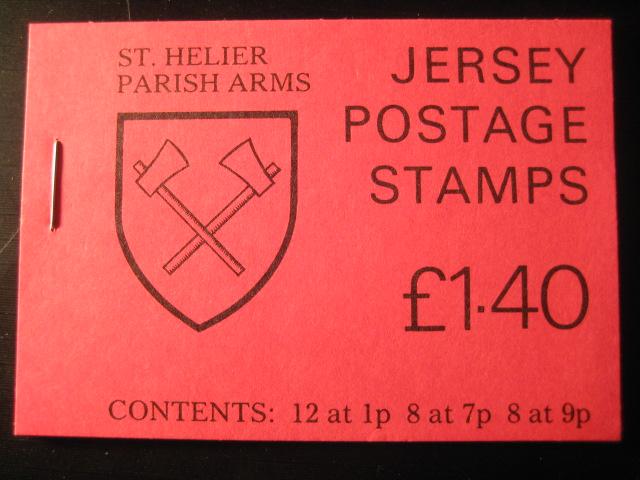 ST. HELIER
PARISH ARMS
JERSEY
POSTAGE
STAMPS
£1·40
CONTENTS: 12 at 1p 8 at 7p 8 at 9p